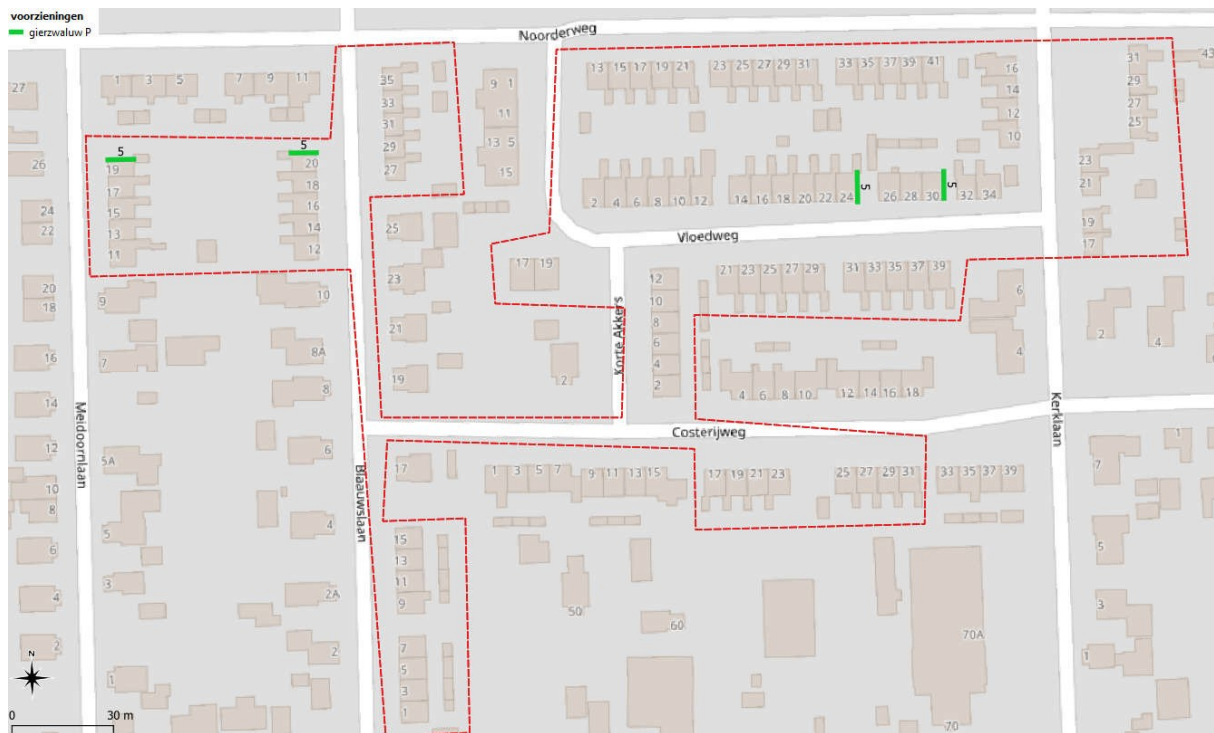 voorzieningen
gierzwaluw P
Noorderweg
27
1 3 5
7 9 11
35
33
31
29
27
9 1
11
13 5
15
13 15 17 19 21
23 25 27 29 31
33 35 37 39 41
16
14
12
10
31
29
27
25
43
26
5
19
17
15
13
11
5
20
18
16
14
12
24
22
23
21
19
17
2 4 6 8 10 12
14 16 18 20 22 24
5
26 28 30
5
32 34
Vloedweg
25
23
21
19
17 19
2
Korte Akkers
12
10
8
6
4
2
21 23 25 27 29
31 33 35 37 39
6
4
2
4
20
18
16
14
12
10
8
6
4
2
Meidoornlaan
9
7
5A
5
3
1
10
8A
8
6
4
2A
2
Blaauwslaan
4 6 8 10
12 14 16 18
Costerijweg
Kerklaan
17
1 3 5 7
9 11 13 15
17 19 21 23
25 27 29 31
33 35 37 39
15
13
11
9
7
5
3
1
50
60
70A
70
1
7
5
3
1
N
0 30 m